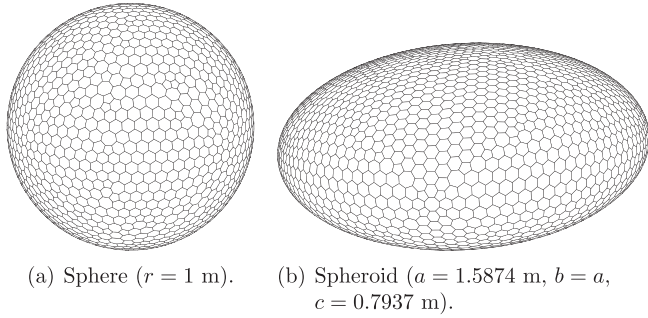 (a) Sphere (r = 1 m).
(b) Spheroid (a = 1.5874 m, b = a,
c = 0.7937 m).